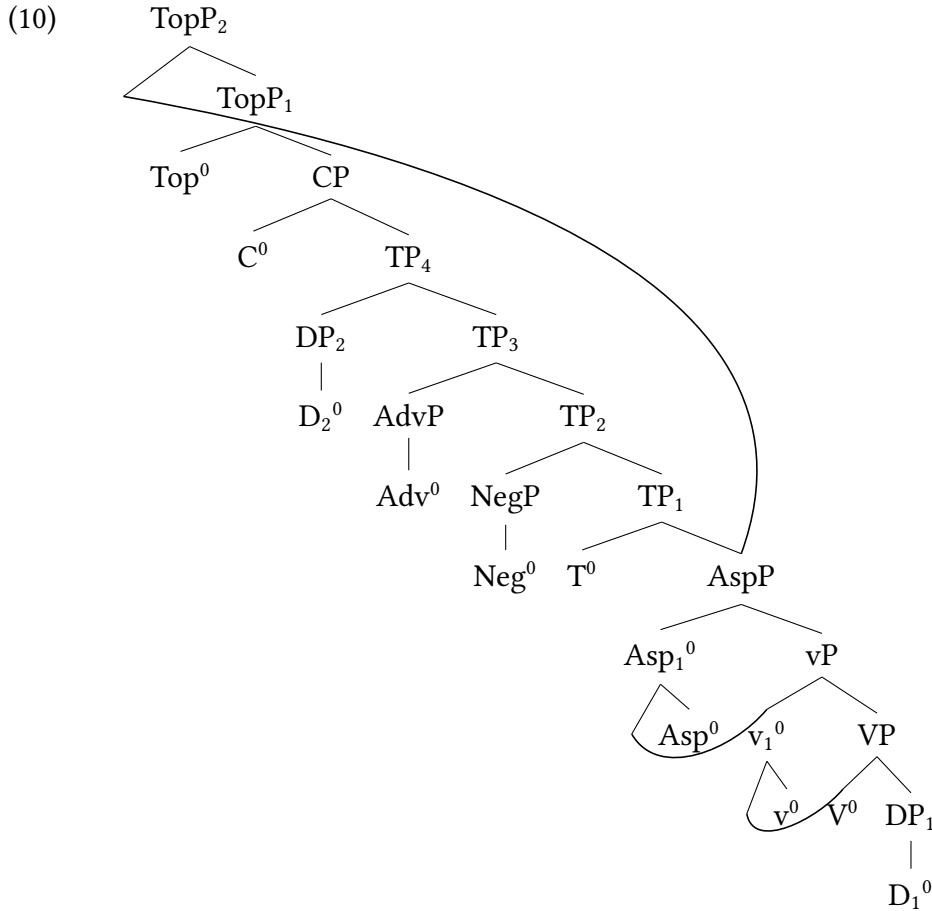 (10) TopP₂
TopP₁
Top⁰ CP
C⁰ TP₄
DP₂ TP₃
D₂⁰ AdvP TP₂
Adv⁰ NegP TP₁
Neg⁰ T⁰ AspP
Asp₁⁰ vP
Asp⁰ v₁⁰ VP
v⁰ V⁰ DP₁
D₁⁰